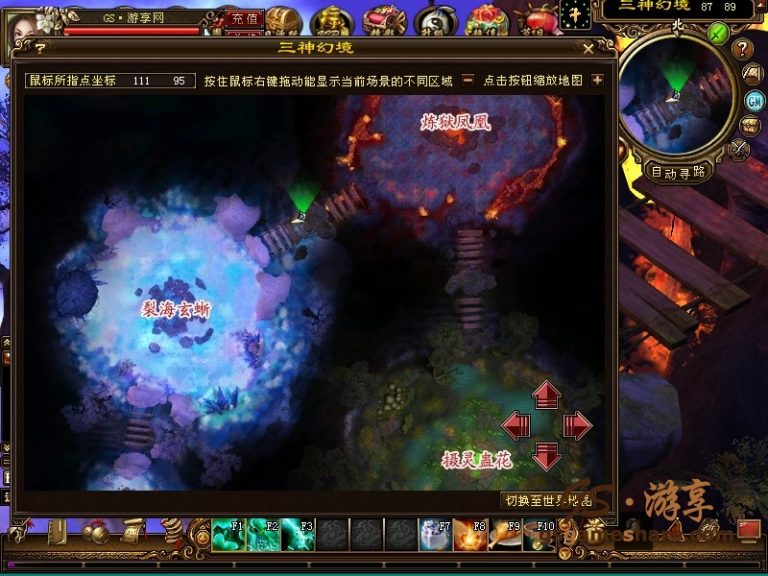 GS·游享网
充值
三神幻境 87 89
北
?
三神幻境
?
GM
鼠标所指点坐标 111 95 按住鼠标右键拖动能显示当前场景的不同区域 点击按钮缩放地图
炼狱凤凰
自动寻路
裂海玄蜥
摄灵蛊花
切换至世界地图
GS·游享
F1 F2 F3 F7 F8 F9 F10